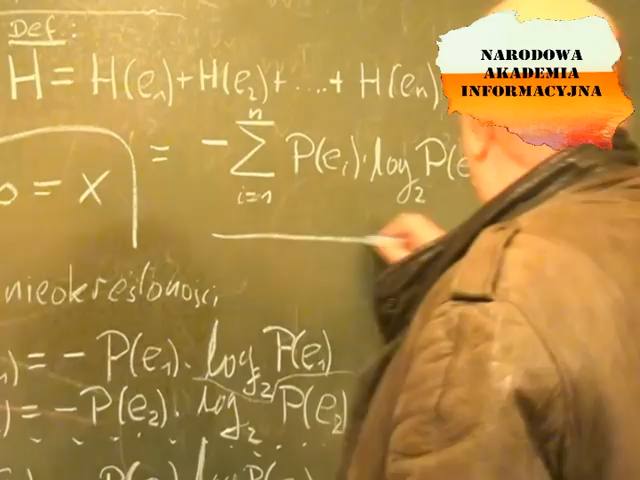 Def.:
H = H(e₁) + H(e₂) + ... + H(eₙ)
NARODOWA
AKADEMIA
INFORMACYJNA
= - ∑ P(eᵢ) · log₂ P(e
n
i=1
= x
nieokreśloności
) = - P(e₁) · log₂ P(e₁)
) = - P(e₂) · log₂ P(e₂)